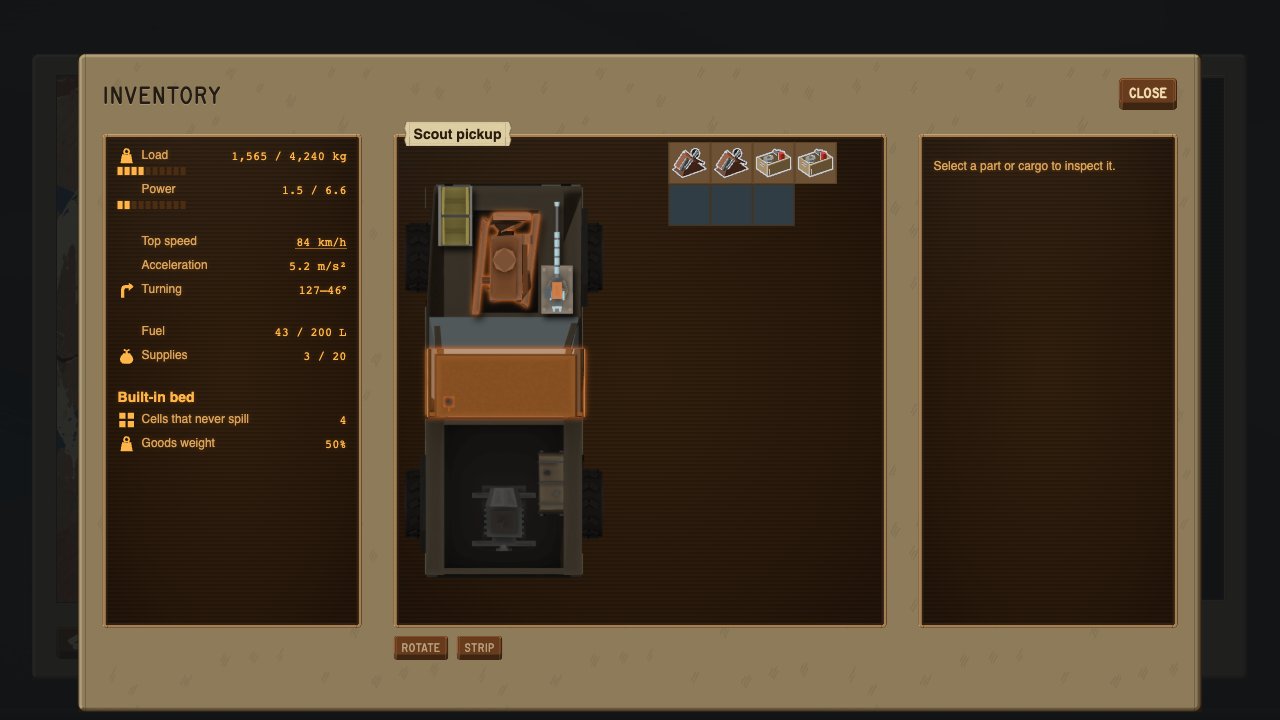 INVENTORY
CLOSE
Scout pickup
Load 1,565 / 4,240 kg
Power 1.5 / 6.6
Top speed 84 km/h
Acceleration 5.2 m/s²
Turning 127–46°
Fuel 43 / 200 L
Supplies 3 / 20
Built-in bed
Cells that never spill 4
Goods weight 50%
Select a part or cargo to inspect it.
ROTATE
STRIP